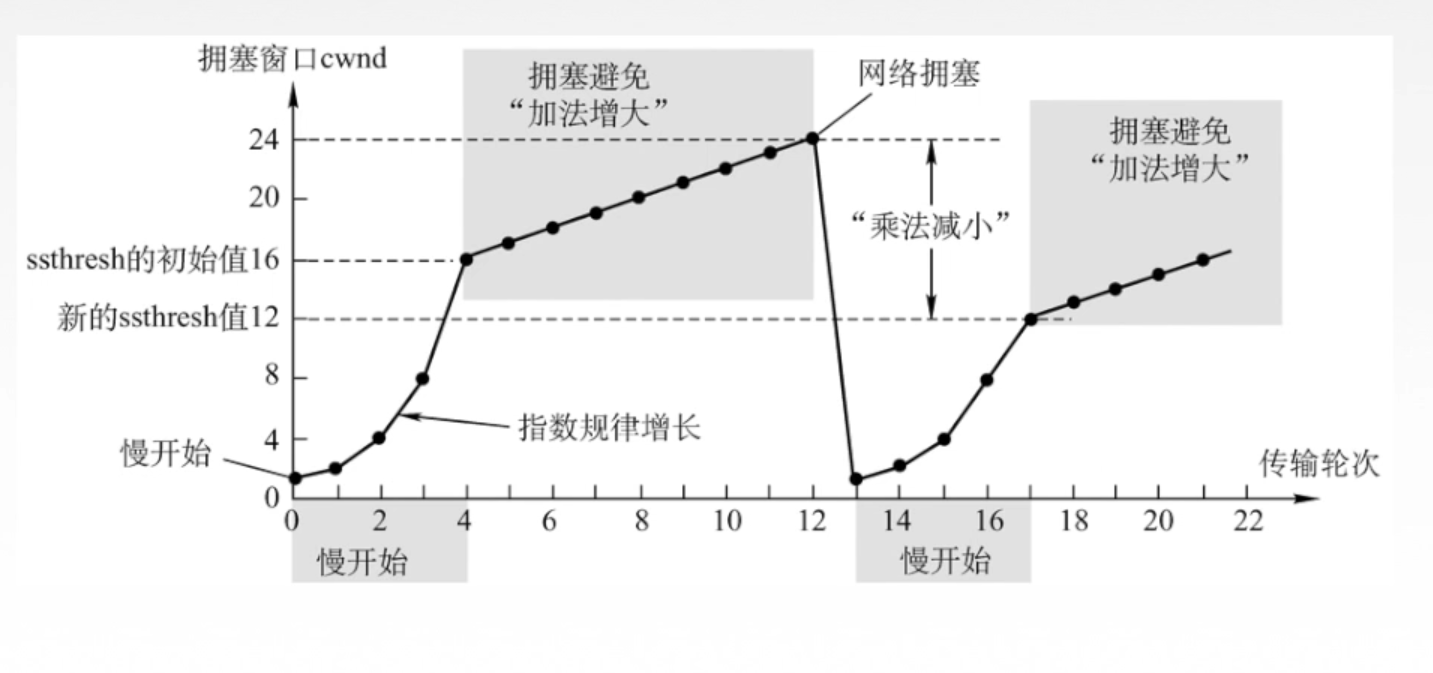 拥塞窗口cwnd
拥塞避免
“加法增大”
网络拥塞
拥塞避免
“加法增大”
24
20
“乘法减小”
ssthresh的初始值16
新的ssthresh值12
8
指数规律增长
4
慢开始
传输轮次
0
0 2 4 6 8 10 12 14 16 18 20 22
慢开始
慢开始